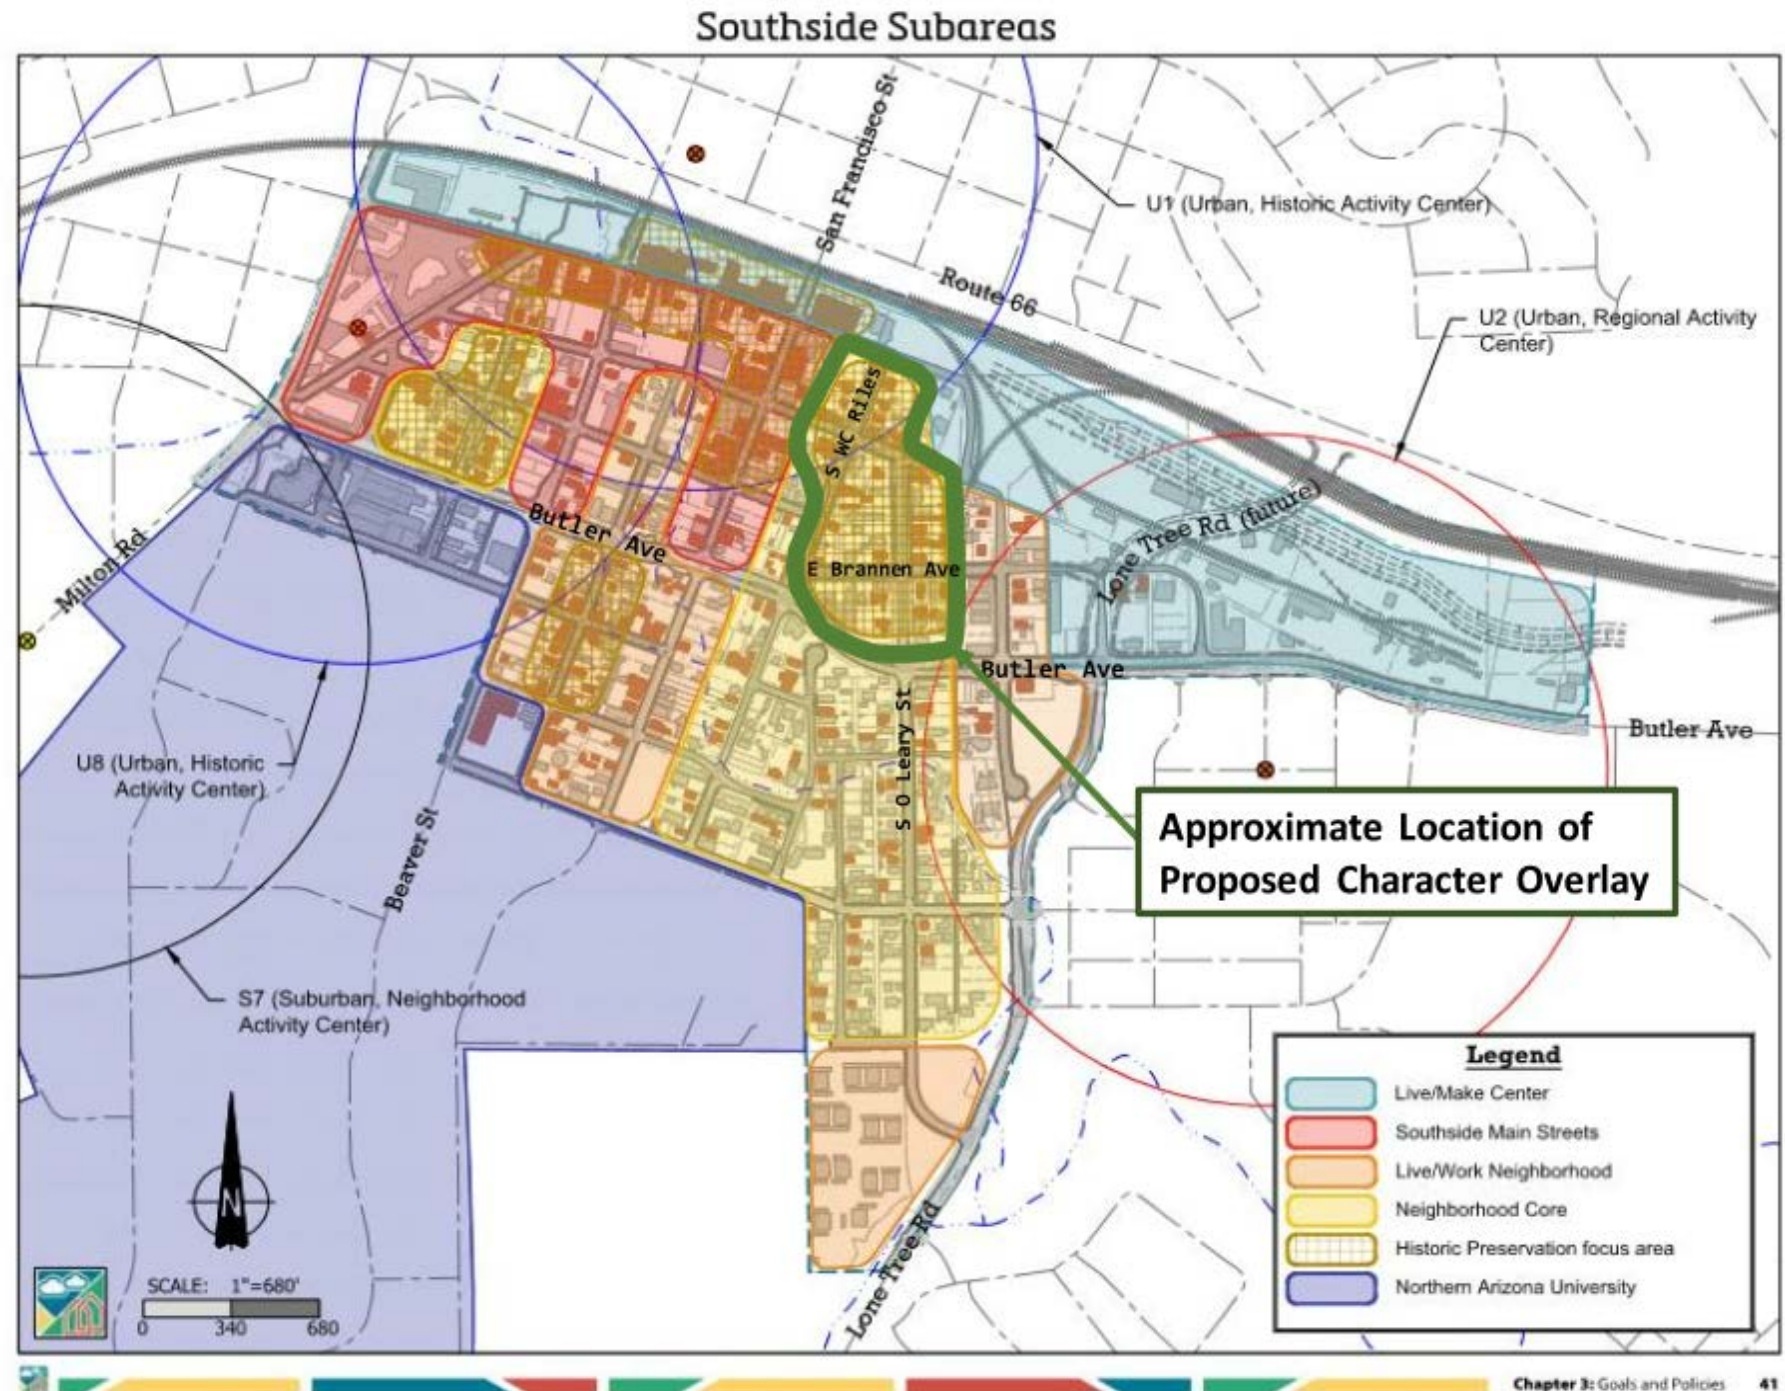 Southside Subareas
San Francisco St
U1 (Urban, Historic Activity Center)
Route 66
U2 (Urban, Regional Activity
Center)
S WC Riles
Butler Ave
Lone Tree Rd (future)
Milton Rd
E Brannen Ave
Butler Ave
S O Leary St
Butler Ave
U8 (Urban, Historic
Activity Center)
Beaver St
Approximate Location of
Proposed Character Overlay
S7 (Suburban, Neighborhood
Activity Center)
Legend
Live/Make Center
Southside Main Streets
Live/Work Neighborhood
Neighborhood Core
Historic Preservation focus area
Northern Arizona University
N
Lone Tree Rd
SCALE: 1"=680'
0 340 680
Chapter 3: Goals and Policies 41